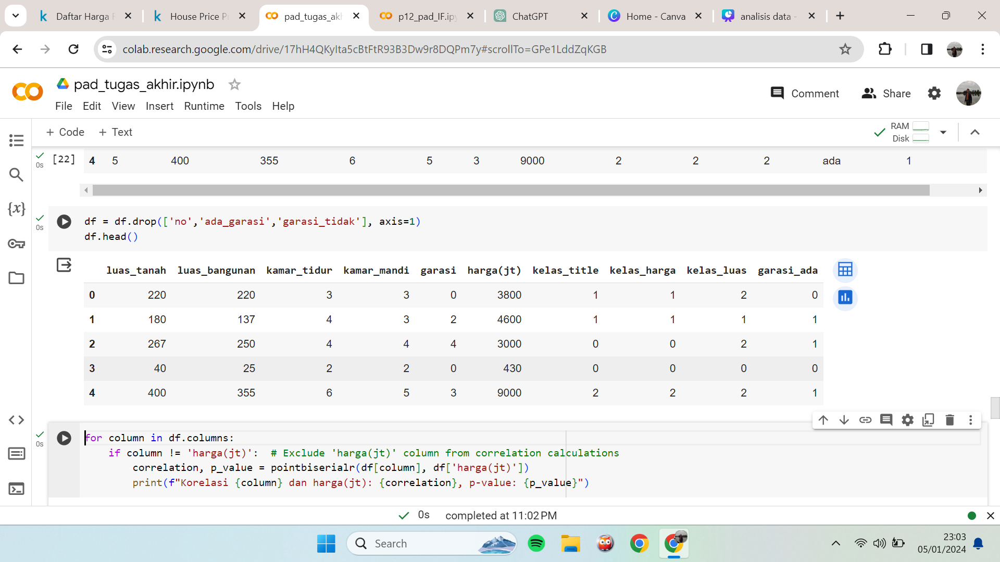 Daftar Harga
House Price P
pad_tugas_akh
p12_pad_IF.ipy
ChatGPT
Home - Canva
analisis data -
colab.research.google.com/drive/17hH4QKyIta5cBtFtR93B3Dw9r8DQPm7y#scrollTo=GPe1LddZqKGB
pad_tugas_akhir.ipynb
File Edit View Insert Runtime Tools Help
Comment
Share
+ Code + Text
RAM
Disk
0s
[22] 4 5 400 355 6 5 3 9000 2 2 2 ada 1
{x}
0s
df = df.drop(['no','ada_garasi','garasi_tidak'], axis=1)
df.head()
luas_tanah luas_bangunan kamar_tidur kamar_mandi garasi harga(jt) kelas_title kelas_harga kelas_luas garasi_ada
0 220 220 3 3 0 3800 1 1 2 0
1 180 137 4 3 2 4600 1 1 1 1
2 267 250 4 4 4 3000 0 0 2 1
3 40 25 2 2 0 430 0 0 0 0
4 400 355 6 5 3 9000 2 2 2 1
0s
for column in df.columns:
if column != 'harga(jt)': # Exclude 'harga(jt)' column from correlation calculations
correlation, p_value = pointbiserialr(df[column], df['harga(jt)'])
print(f"Korelasi {column} dan harga(jt): {correlation}, p-value: {p_value}")
0s completed at 11:02 PM
Search
23:03
05/01/2024